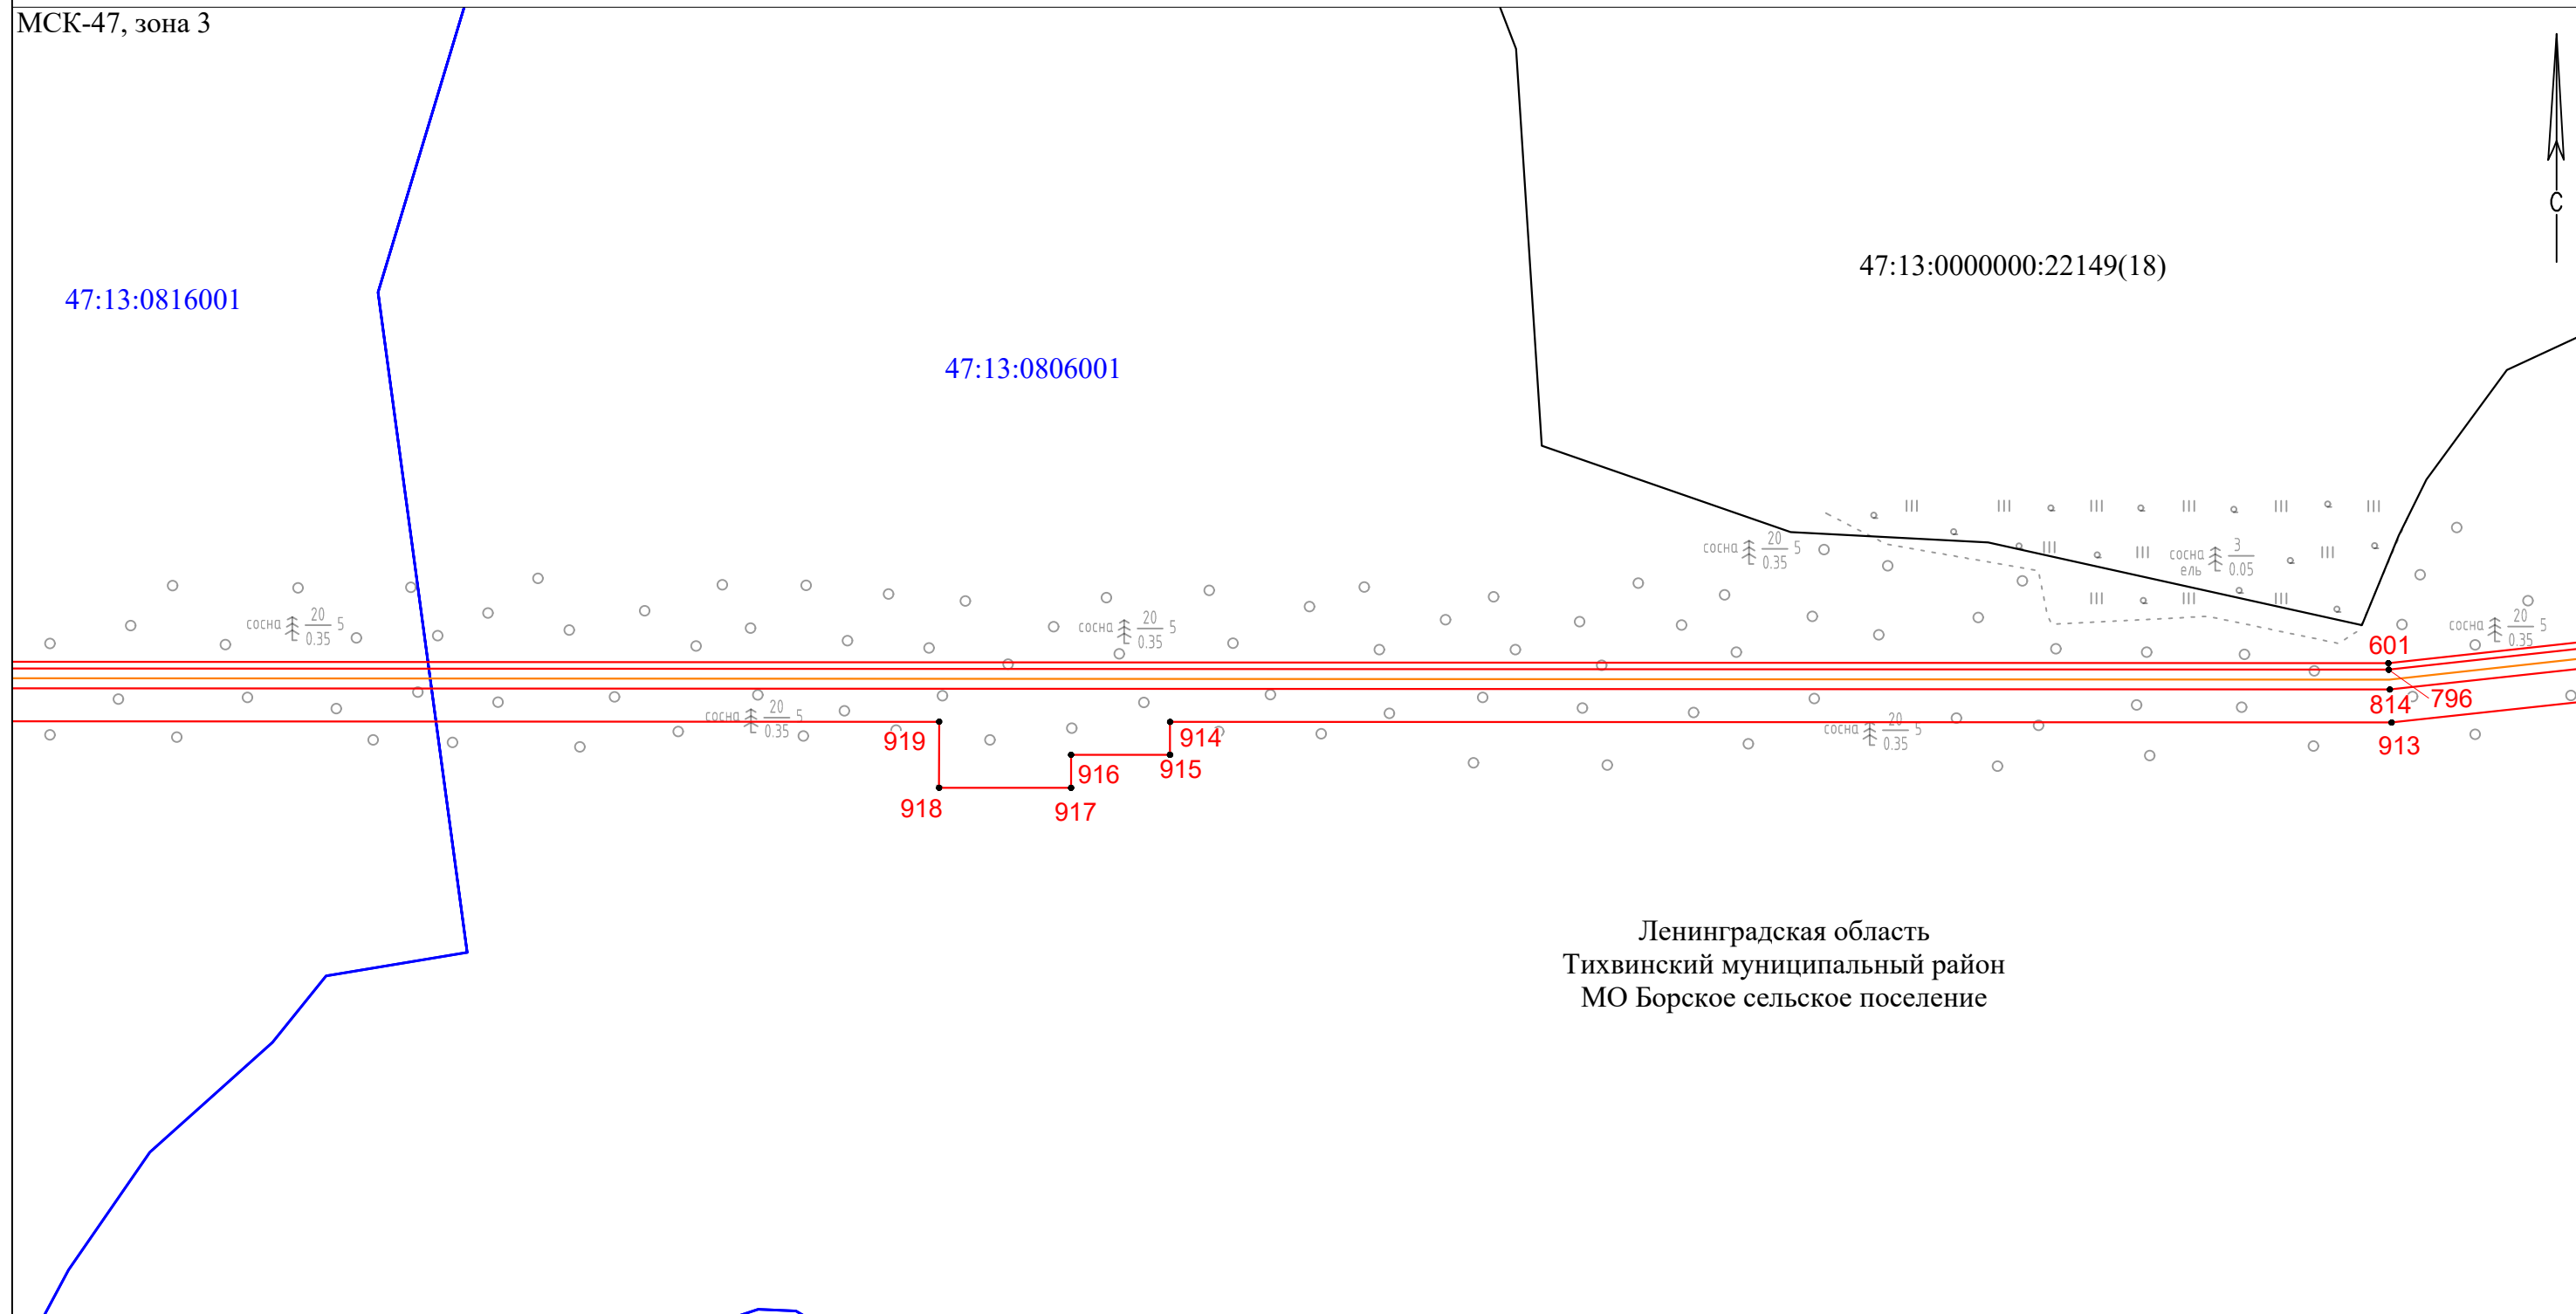 МСК-47, зона 3
С
47:13:0000000:22149(18)
47:13:0816001
47:13:0806001
сосна 20 5
0.35
сосна 3
ель 0.05
сосна 20 5
0.35
сосна 20 5
0.35
сосна 20 5
0.35
601
796
814
сосна 20 5
0.35
сосна 20 5
0.35
919
914
913
916
915
918
917
Ленинградская область
Тихвинский муниципальный район
МО Борское сельское поселение